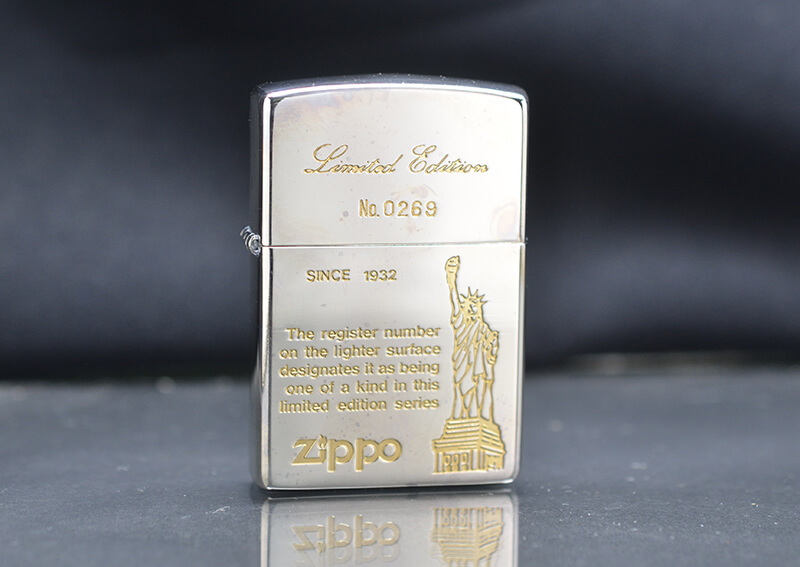 Limited Edition
No.0269
SINCE 1932
The register number
on the lighter surface
designates it as being
one of a kind in this
limited edition series
Zippo